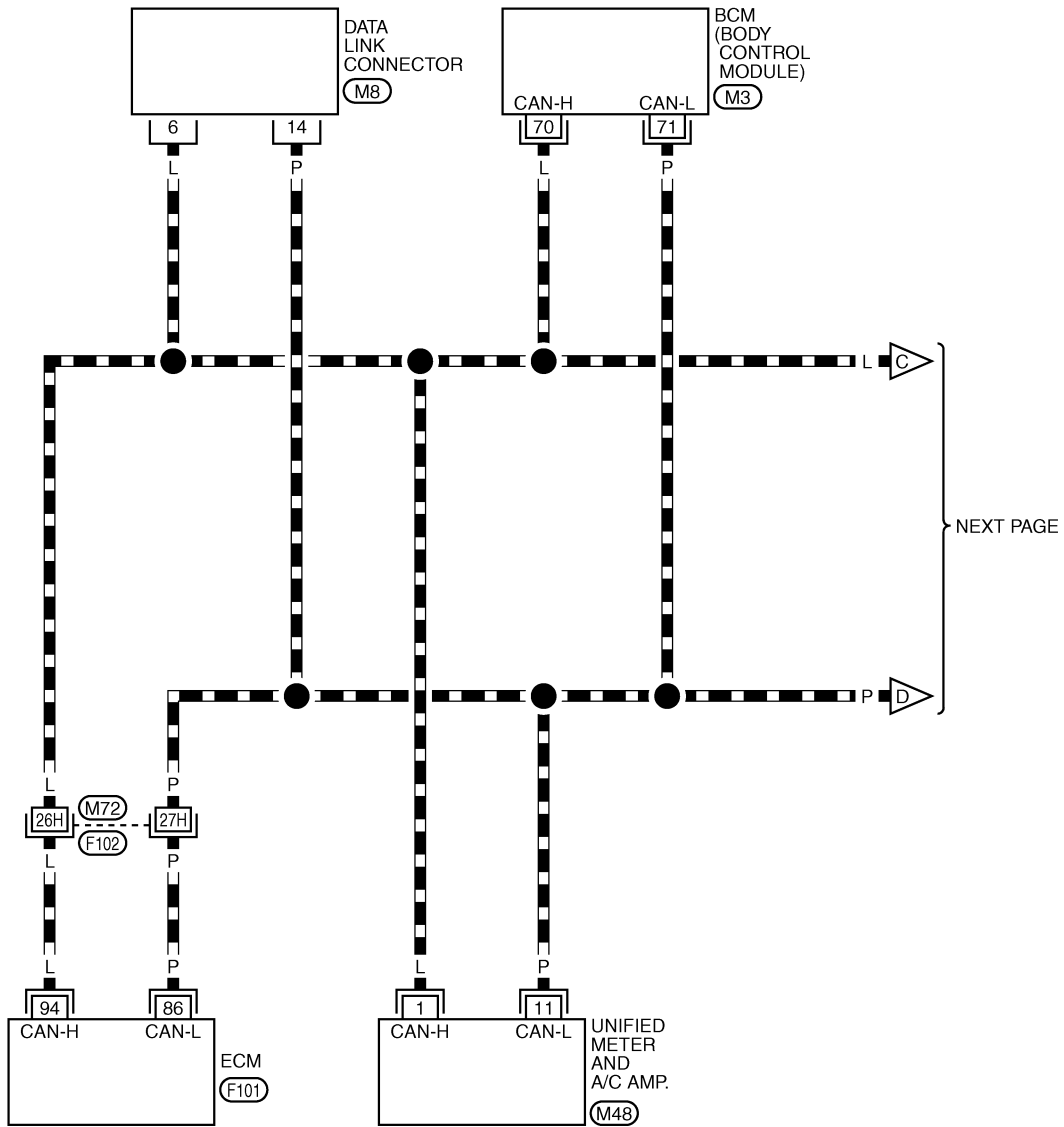 DATA
LINK
CONNECTOR
M8
6
14
L
P
BCM
(BODY
CONTROL
MODULE)
M3
CAN-H
CAN-L
70
71
L
P
L
C
NEXT PAGE
P
D
L
P
26H
M72
F102
27H
L
P
L
P
94
86
CAN-H
CAN-L
ECM
F101
L
P
1
11
CAN-H
CAN-L
UNIFIED
METER
AND
A/C AMP.
M48